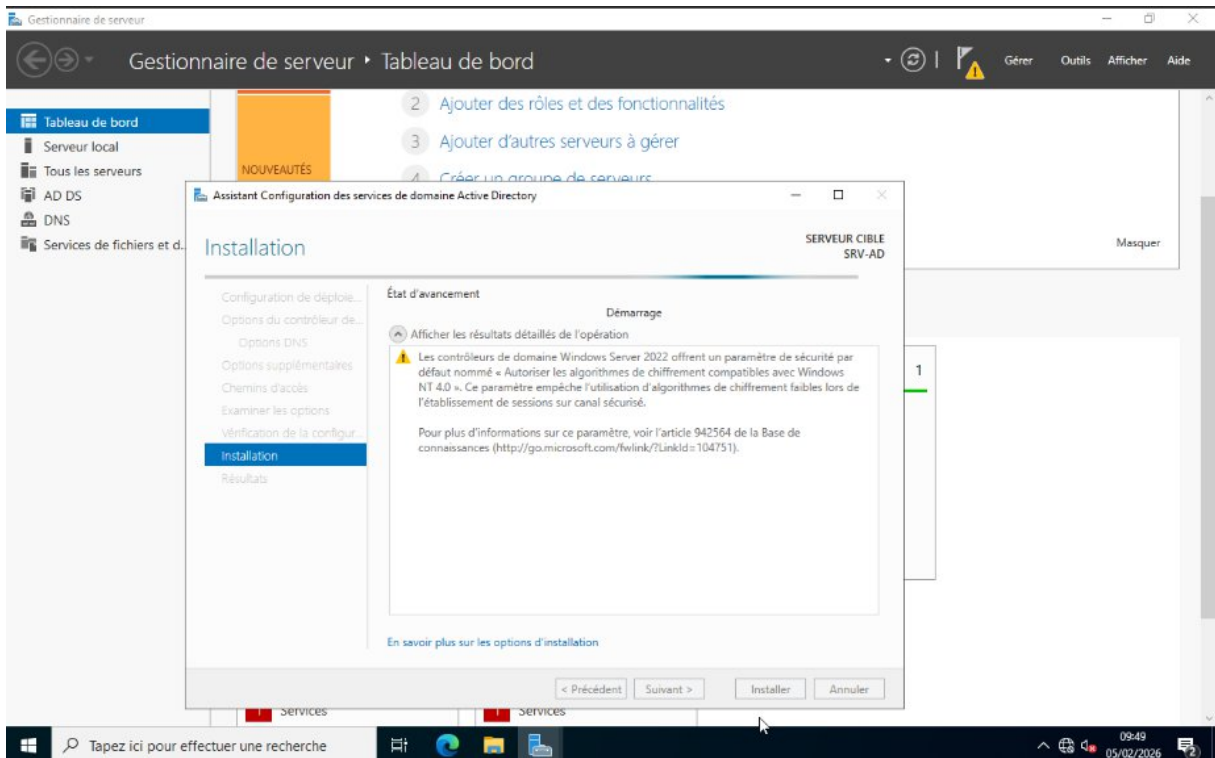 Gestionnaire de serveur
Gestionnaire de serveur ‣ Tableau de bord
Gérer Outils Afficher Aide
Tableau de bord
Serveur local
Tous les serveurs
AD DS
DNS
Services de fichiers et d...
2 Ajouter des rôles et des fonctionnalités
3 Ajouter d'autres serveurs à gérer
4 Créer un groupe de serveurs
NOUVEAUTÉS
Masquer
1
Assistant Configuration des services de domaine Active Directory
Installation
SERVEUR CIBLE
SRV-AD
Configuration de déploie...
Options du contrôleur de...
Options DNS
Options supplémentaires
Chemins d'accès
Examiner les options
Vérification de la configur...
Installation
Résultats
État d'avancement
Démarrage
Afficher les résultats détaillés de l'opération
Les contrôleurs de domaine Windows Server 2022 offrent un paramètre de sécurité par
défaut nommé « Autoriser les algorithmes de chiffrement compatibles avec Windows
NT 4.0 ». Ce paramètre empêche l'utilisation d'algorithmes de chiffrement faibles lors de
l'établissement de sessions sur canal sécurisé.
Pour plus d'informations sur ce paramètre, voir l'article 942564 de la Base de
connaissances (http://go.microsoft.com/fwlink/?LinkId=104751).
En savoir plus sur les options d'installation
< Précédent Suivant > Installer Annuler
1 Services
1 Services
Tapez ici pour effectuer une recherche
09:49
05/02/2026
2